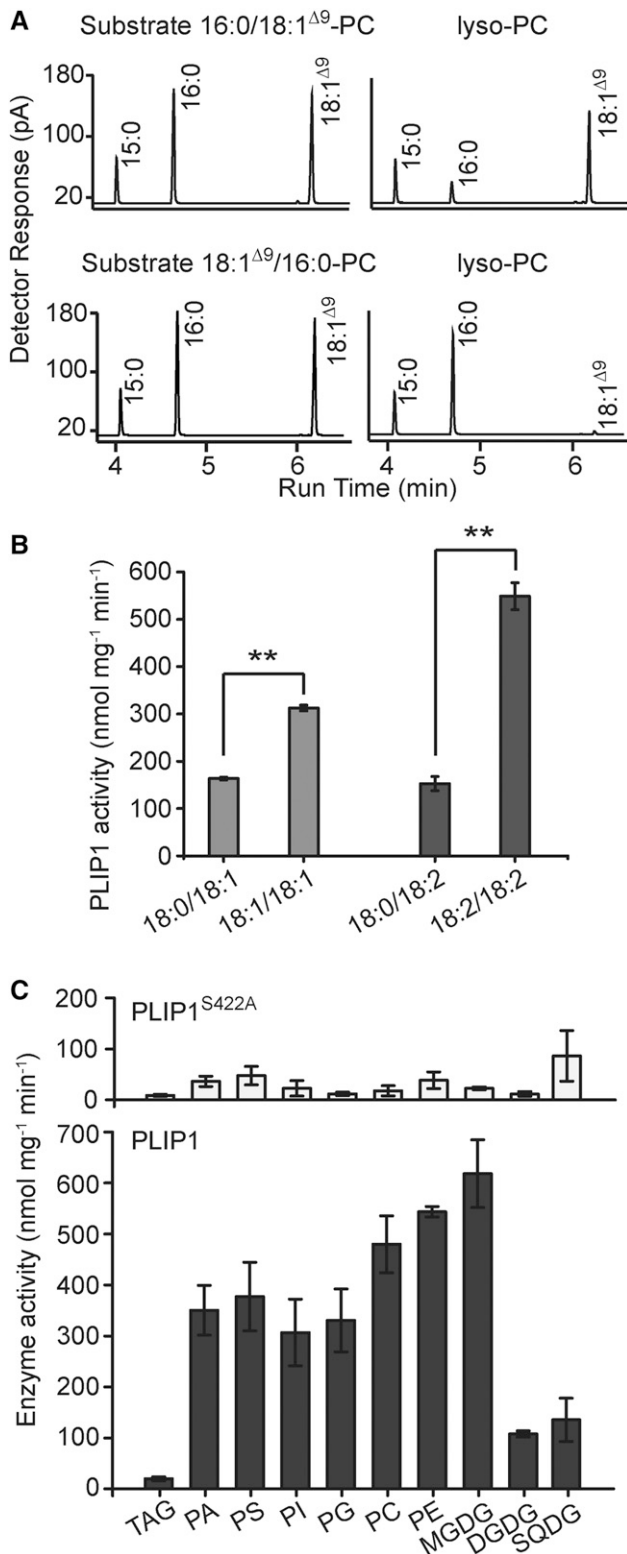 A
Substrate 16:0/18:1Δ9-PC
lyso-PC
Detector Response (pA)
180
100
20
15:0
16:0
18:1Δ9
15:0
16:0
18:1Δ9
Substrate 18:1Δ9/16:0-PC
lyso-PC
180
100
20
15:0
16:0
18:1Δ9
15:0
16:0
18:1Δ9
4 5 6 4 5 6
Run Time (min)
B
PLIP1 activity (nmol mg-1 min-1)
600
500
400
300
200
100
0
**
**
18:0/18:1
18:1/18:1
18:0/18:2
18:2/18:2
C
Enzyme activity (nmol mg-1 min-1)
200
100
0
PLIP1S422A
700
600
500
400
300
200
100
0
PLIP1
TAG
PA
PS
PI
PG
PC
PE
MGDG
DGDG
SQDG